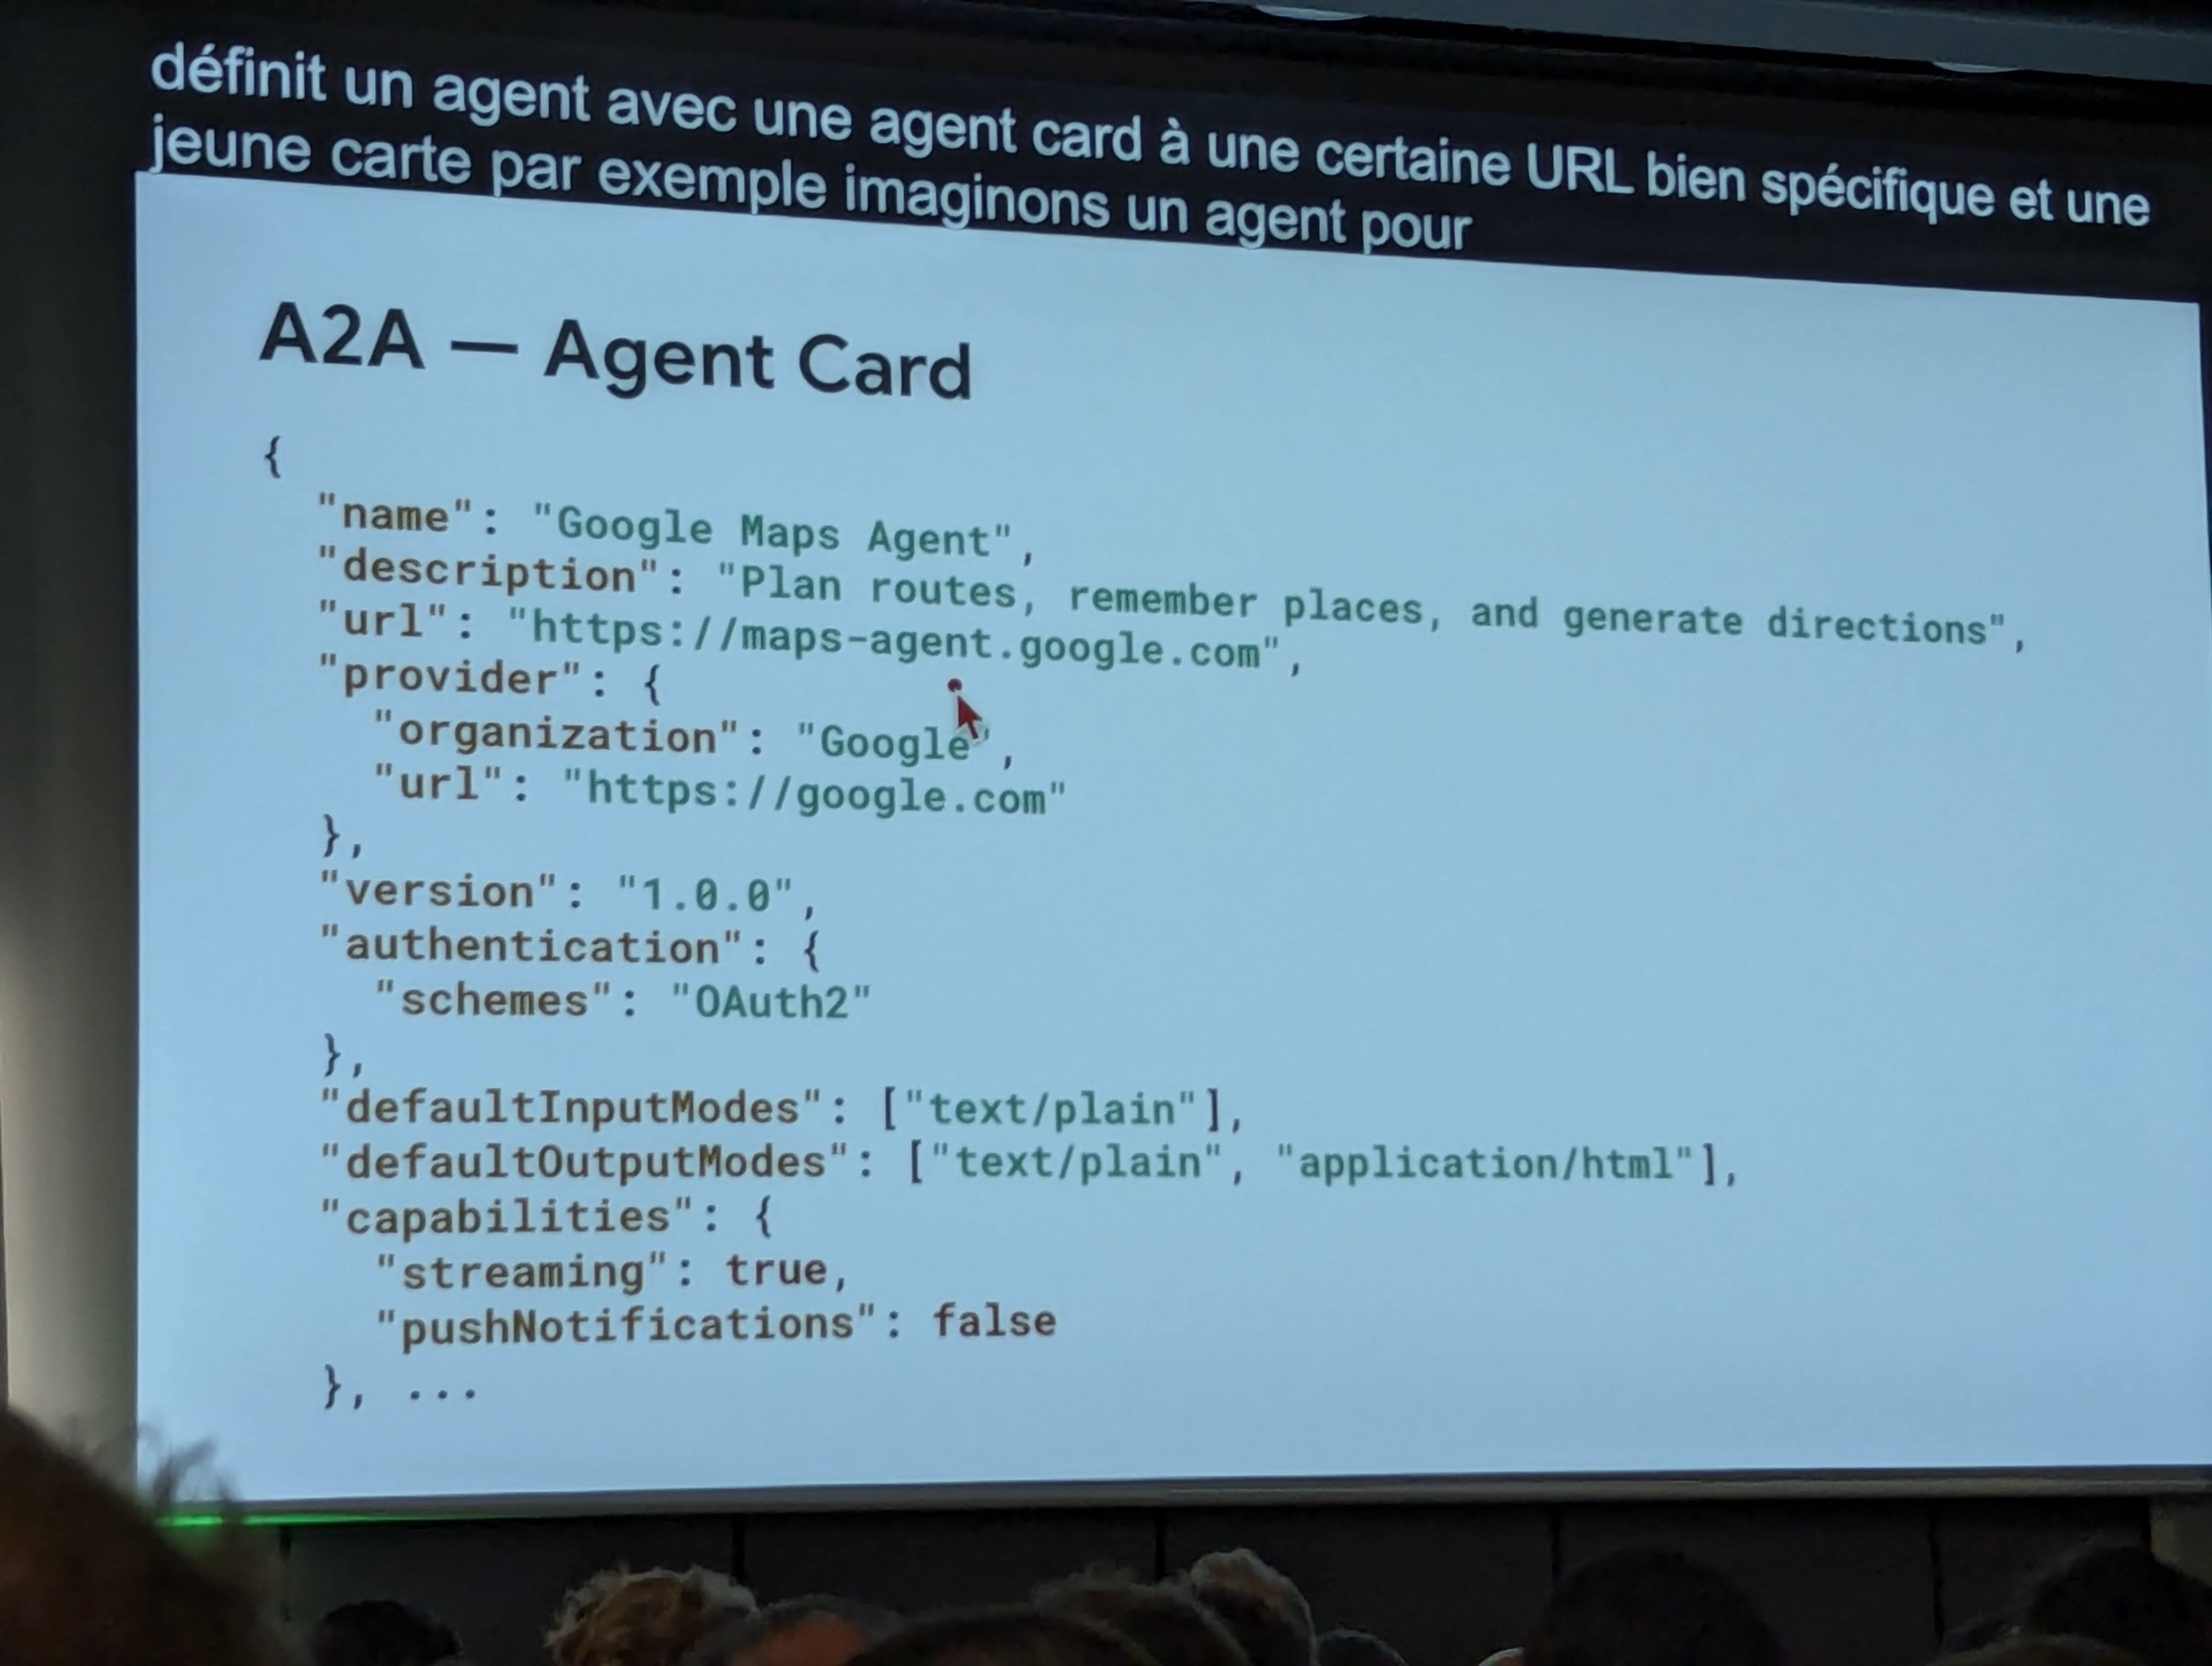 définit un agent avec une agent card à une certaine URL bien spécifique et une
jeune carte par exemple imaginons un agent pour
A2A — Agent Card
{
"name": "Google Maps Agent",
"description": "Plan routes, remember places, and generate directions",
"url": "https://maps-agent.google.com",
"provider": {
"organization": "Google",
"url": "https://google.com"
},
"version": "1.0.0",
"authentication": {
"schemes": "OAuth2"
},
"defaultInputModes": ["text/plain"],
"defaultOutputModes": ["text/plain", "application/html"],
"capabilities": {
"streaming": true,
"pushNotifications": false
}, ...